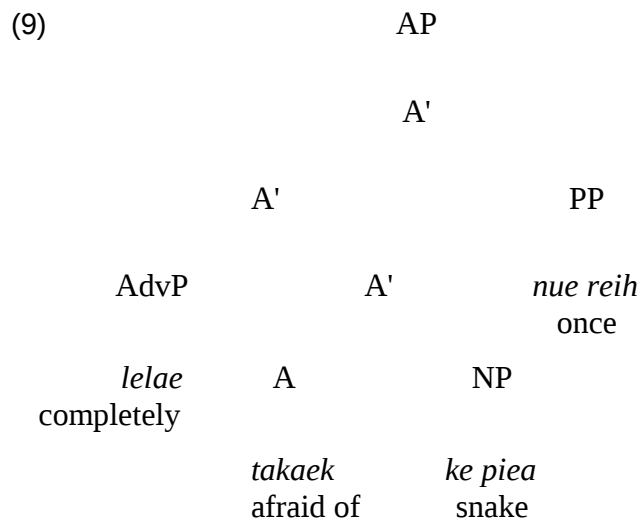 (9) AP
A'
A' PP
AdvP A' nue reih
once
lelae A NP
completely
takaek ke piea
afraid of snake